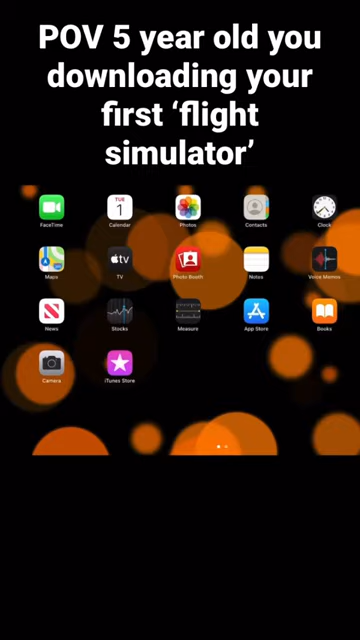 POV 5 year old you
downloading your
first ‘flight
simulator’
FaceTime
TUE
1
Calendar
Photos
Contacts
Clock
Maps
tv
TV
Photo Booth
Notes
Voice Memos
News
Stocks
Measure
App Store
Books
Camera
iTunes Store